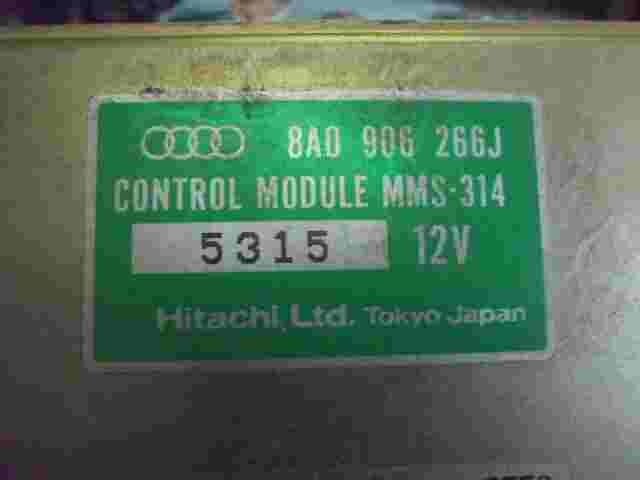 8A0 906 266J
CONTROL MODULE MMS-314
5315 12V
Hitachi, Ltd. Tokyo Japan